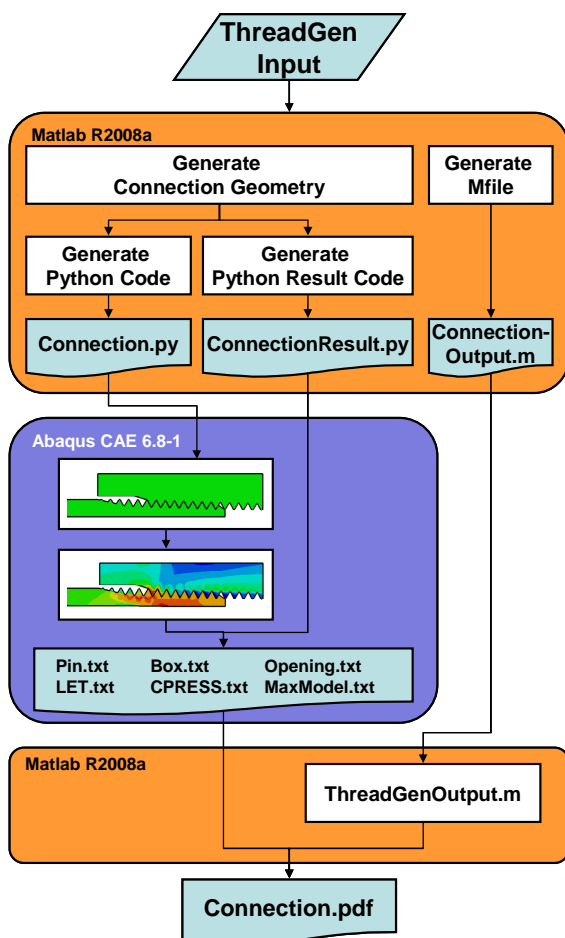 ThreadGen
Input
Matlab R2008a
Generate
Connection Geometry
Generate
Mfile
Generate
Python Code
Generate
Python Result Code
Connection.py
ConnectionResult.py
Connection-
Output.m
Abaqus CAE 6.8-1
Pin.txt Box.txt Opening.txt
LET.txt CPRESS.txt MaxModel.txt
Matlab R2008a
ThreadGenOutput.m
Connection.pdf